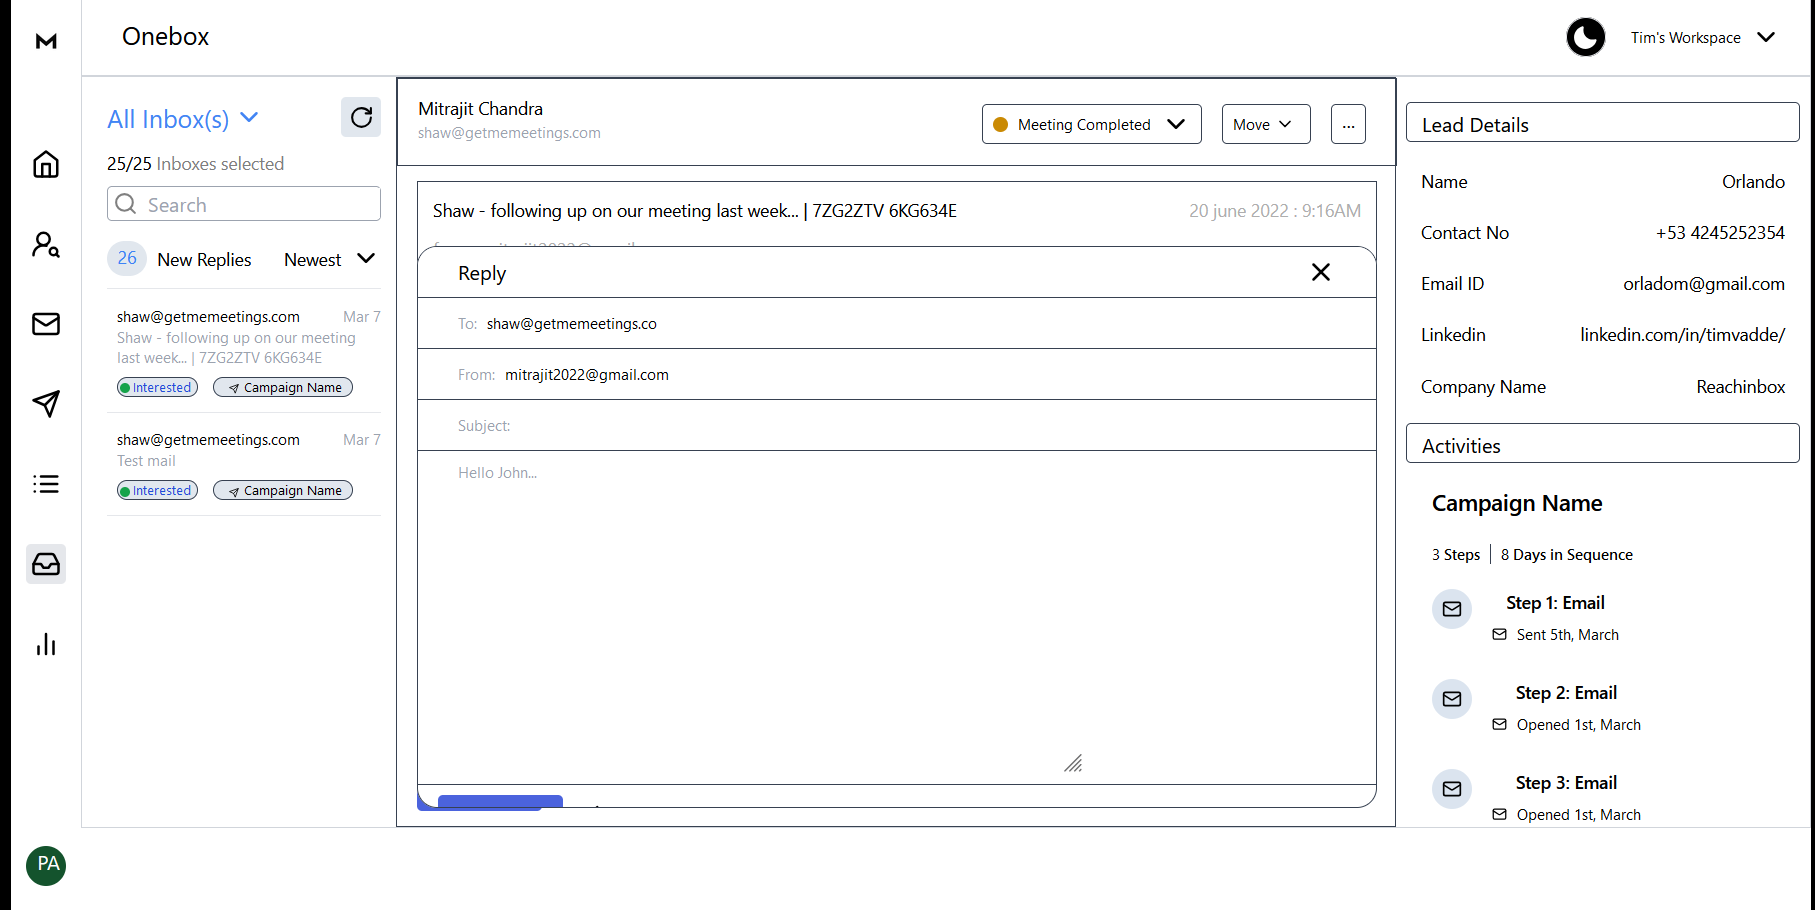 M
Onebox
Tim's Workspace
All Inbox(s)
25/25 Inboxes selected
Search
26 New Replies Newest
shaw@getmemeetings.com Mar 7
Shaw - following up on our meeting
last week... | 7ZG2ZTV 6KG634E
Interested Campaign Name
shaw@getmemeetings.com Mar 7
Test mail
Interested Campaign Name
PA
Mitrajit Chandra
shaw@getmemeetings.com
Meeting Completed
Move
...
Shaw - following up on our meeting last week... | 7ZG2ZTV 6KG634E
20 june 2022 : 9:16AM
Reply
To: shaw@getmemeetings.co
From: mitrajit2022@gmail.com
Subject:
Hello John...
Lead Details
Name Orlando
Contact No +53 4245252354
Email ID orladom@gmail.com
Linkedin linkedin.com/in/timvadde/
Company Name Reachinbox
Activities
Campaign Name
3 Steps | 8 Days in Sequence
Step 1: Email
Sent 5th, March
Step 2: Email
Opened 1st, March
Step 3: Email
Opened 1st, March